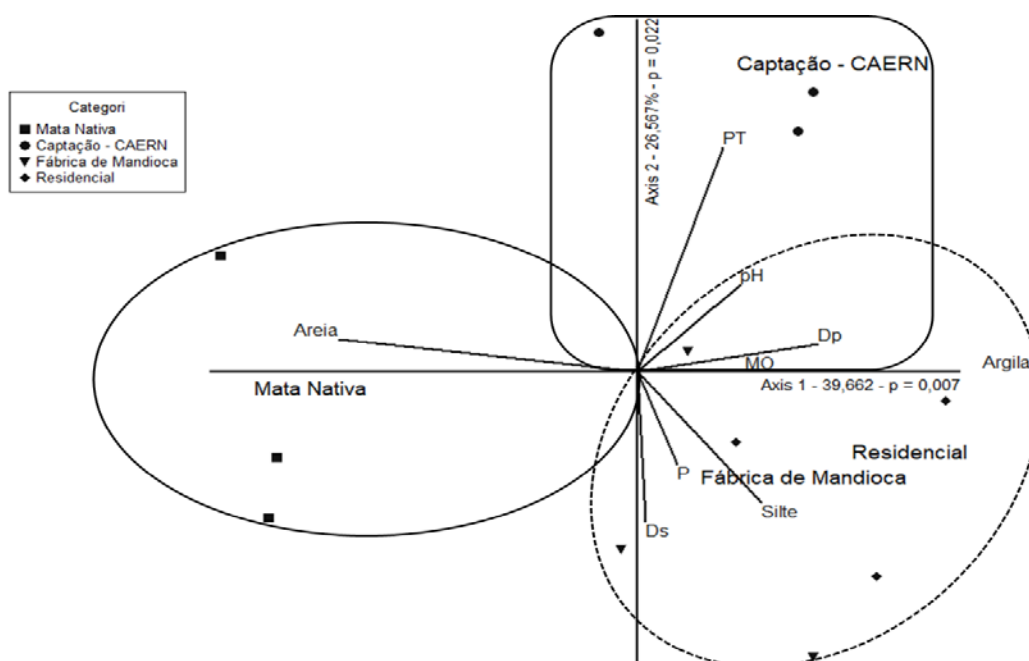 Categori
Mata Nativa
Captação - CAERN
Fábrica de Mandioca
Residencial
Axis 2 - 26,567% - p = 0,022
Captação - CAERN
PT
pH
Areia
Dp
MO
Argila
Mata Nativa
Axis 1 - 39,662 - p = 0,007
Residencial
P
Fábrica de Mandioca
Silte
Ds